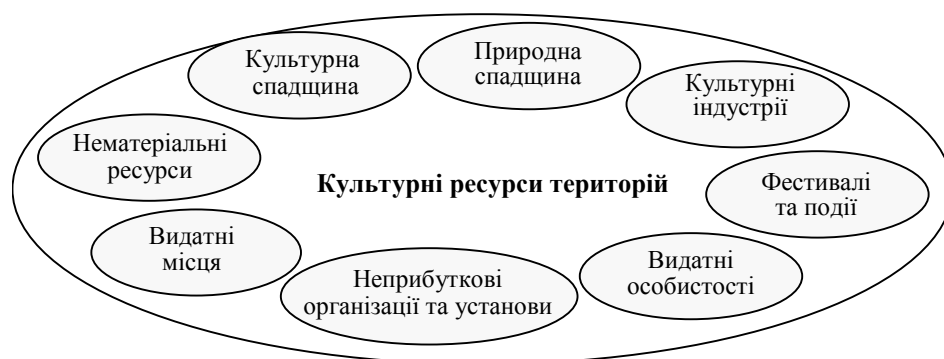 Культурна
спадщина
Природна
спадщина
Культурні
індустрії
Нематеріальні
ресурси
Культурні ресурси територій
Фестивалі
та події
Видатні
місця
Неприбуткові
організації та установи
Видатні
особистості